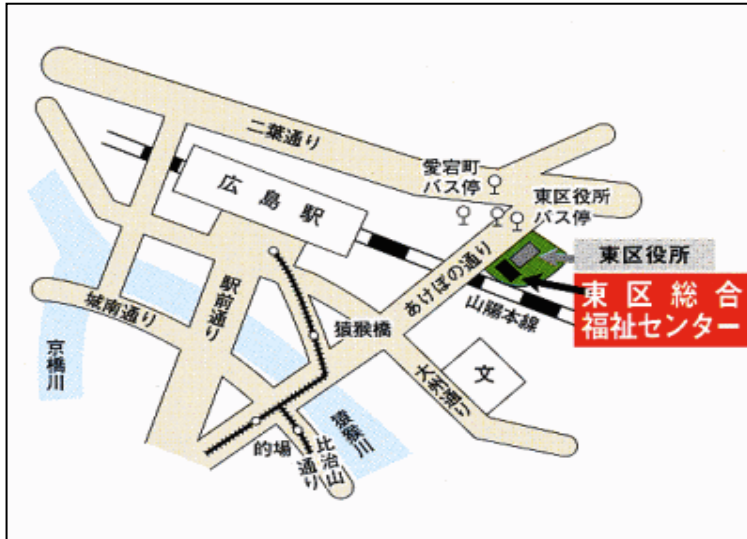 二葉通り
愛宕町
バス停
広島駅
東区役所
バス停
東区役所
東区総合
福祉センター
あけぼの通り
山陽本線
駅前通り
城南通り
猿猴橋
京橋川
文
大州通り
猿猴川
的場
比治山
通り